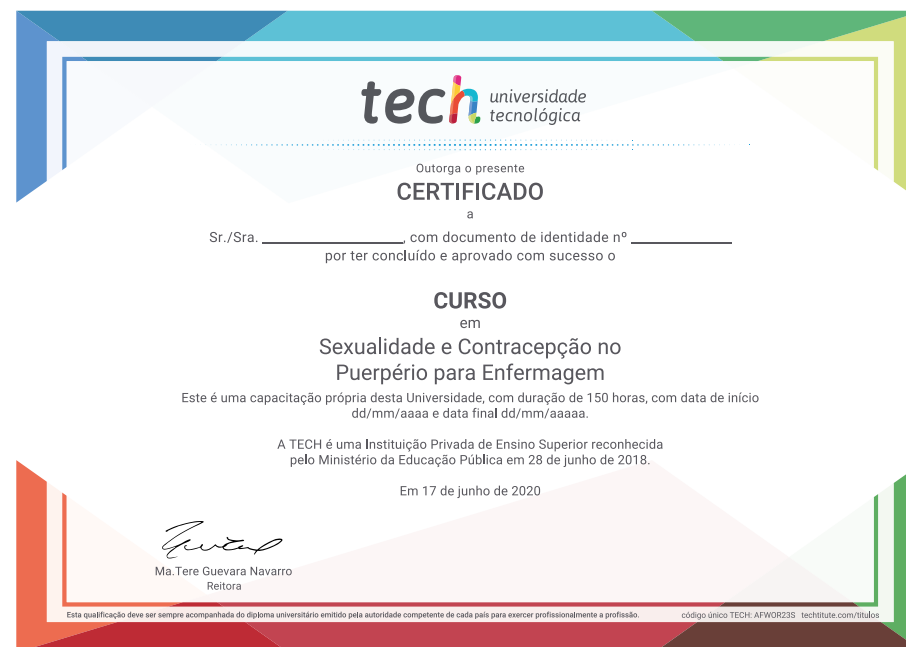 tech universidade
tecnológica
Outorga o presente
CERTIFICADO
a
Sr./Sra. ____________, com documento de identidade nº ____________
por ter concluído e aprovado com sucesso o
CURSO
em
Sexualidade e Contracepção no
Puerpério para Enfermagem
Este é uma capacitação própria desta Universidade, com duração de 150 horas, com data de início
dd/mm/aaaa e data final dd/mm/aaaaa.
A TECH é uma Instituição Privada de Ensino Superior reconhecida
pelo Ministério da Educação Pública em 28 de junho de 2018.
Em 17 de junho de 2020
Ma.Tere Guevara Navarro
Reitora
Esta qualificação deve ser sempre acompanhada do diploma universitário emitido pela autoridade competente de cada país para exercer profissionalmente a profissão. código único TECH: AFWOR23S techtitute.com/titulos